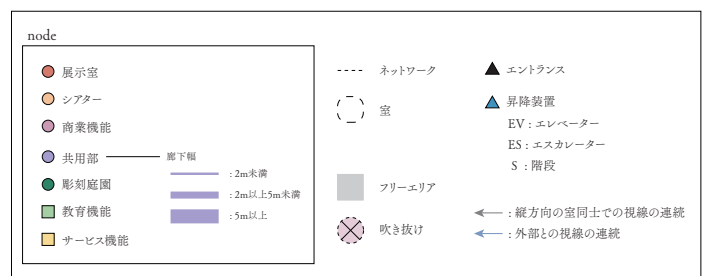 node
展示室
シアター
商業機能
共用部
廊下幅
: 2m未満
: 2m以上5m未満
: 5m以上
彫刻庭園
教育機能
サービス機能
ネットワーク
室
フリーエリア
吹き抜け
エントランス
昇降装置
EV : エレベーター
ES : エスカレーター
S : 階段
: 縦方向の室同士での視線の連続
: 外部との視線の連続